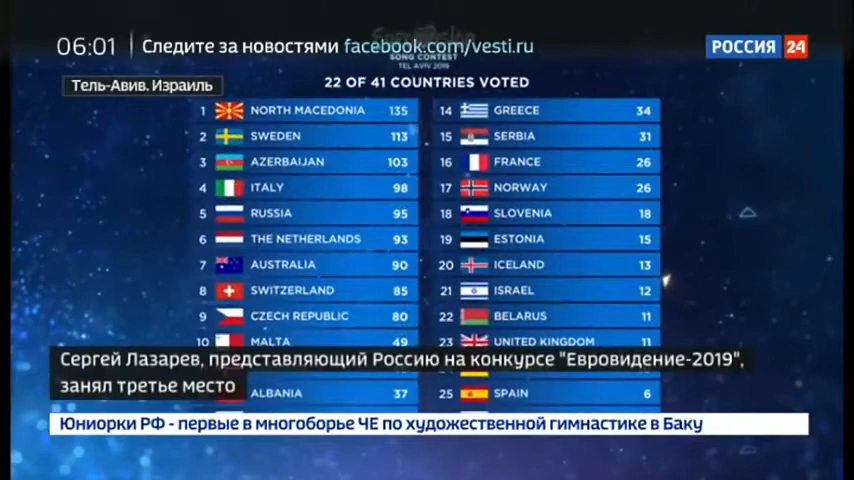 06:01
Следите за новостями facebook.com/vesti.ru
РОССИЯ 24
SONG CONTEST
TEL AVIV 2019
Тель-Авив. Израиль
22 OF 41 COUNTRIES VOTED
1 NORTH MACEDONIA 135
2 SWEDEN 113
3 AZERBAIJAN 103
4 ITALY 98
5 RUSSIA 95
6 THE NETHERLANDS 93
7 AUSTRALIA 90
8 SWITZERLAND 85
9 CZECH REPUBLIC 80
10 MALTA 49
ALBANIA 37
14 GREECE 34
15 SERBIA 31
16 FRANCE 26
17 NORWAY 26
18 SLOVENIA 18
19 ESTONIA 15
20 ICELAND 13
21 ISRAEL 12
22 BELARUS 11
23 UNITED KINGDOM 11
25 SPAIN 6
Сергей Лазарев, представляющий Россию на конкурсе "Евровидение-2019",
занял третье место
Юниорки РФ - первые в многоборье ЧЕ по художественной гимнастике в Баку